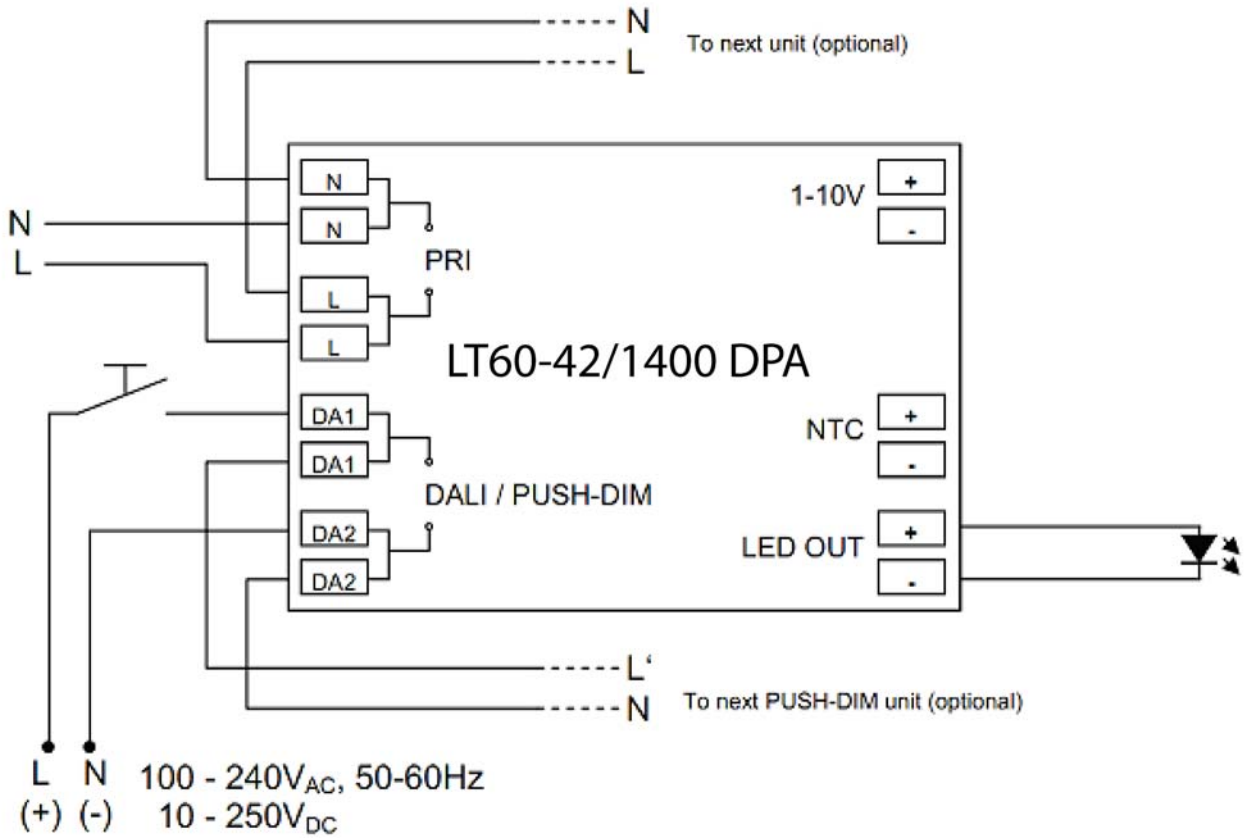 N
To next unit (optional)
L
N
1-10V
+
N
N
-
L
PRI
L
L
LT60-42/1400 DPA
DA1
NTC
+
DA1
-
DALI / PUSH-DIM
DA2
LED OUT
+
DA2
-
L‘
N
To next PUSH-DIM unit (optional)
L N 100 - 240VAC, 50-60Hz
(+) (-) 10 - 250VDC